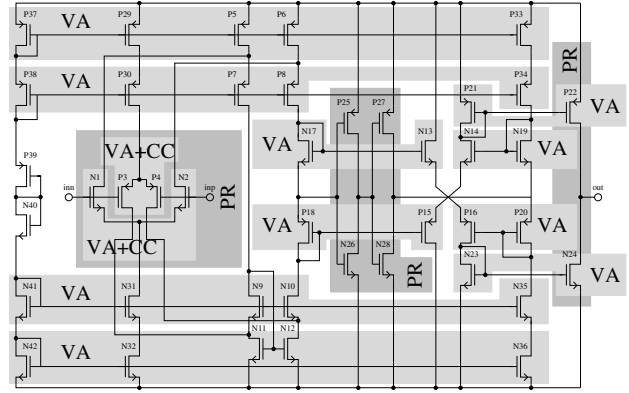 P37 VA P29 P5 P6 VA P33
P38 VA P30 P7 P8 P34 PR
P25 P27 P21 P22 VA
VA N17 N13 N14 N19 VA
P39 VA+CC
inn N1 P3 P4 N2 inp PR out
N40
VA+CC
VA P18 P15 P16 P20 VA
N26 N28 PR N23 N24 VA
N41 VA N31 N9 N10 N35
N11 N12
N42 VA N32 VA N36